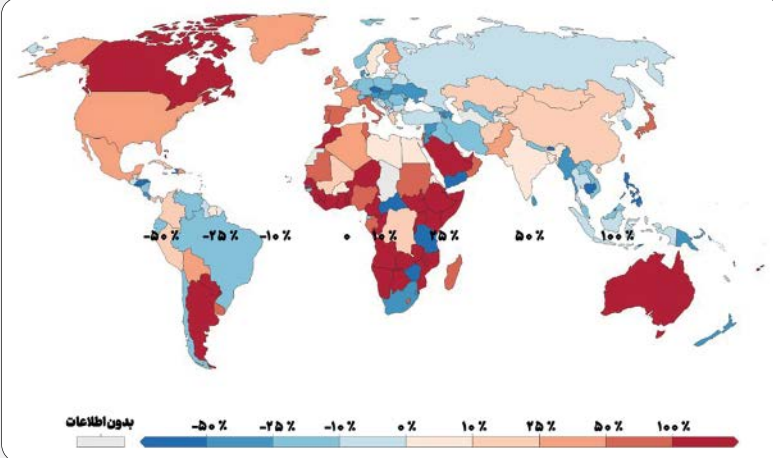 -۵۰ % -۲۵ % -۱۰ % ۰ ۱۰ % ۲۵ % ۵۰ % ۱۰۰ %
بدون اطلاعات
-۵۰ % -۲۵ % -۱۰ % ۰ % ۱۰ % ۲۵ % ۵۰ % ۱۰۰ %